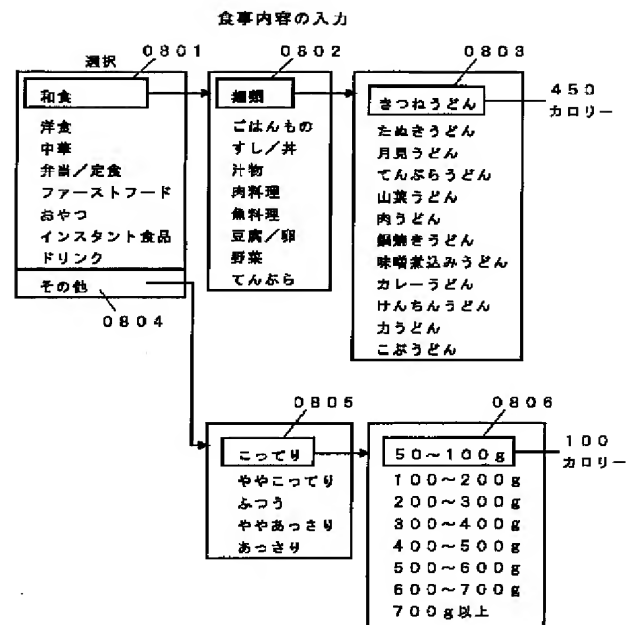 食事内容の入力
選択
0801
0802
0803
和食
洋食
中華
弁当／定食
ファーストフード
おやつ
インスタント食品
ドリンク
その他
0804
麺類
ごはんもの
すし／丼
汁物
肉料理
魚料理
豆腐／卵
野菜
てんぷら
きつねうどん
たぬきうどん
月見うどん
てんぷらうどん
山菜うどん
肉うどん
鍋焼きうどん
味噌煮込みうどん
カレーうどん
けんちんうどん
力うどん
こぶうどん
450
カロリー
0805
こってり
ややこってり
ふつう
ややあっさり
あっさり
0806
50～100g
100～200g
200～300g
300～400g
400～500g
500～600g
600～700g
700g以上
100
カロリー